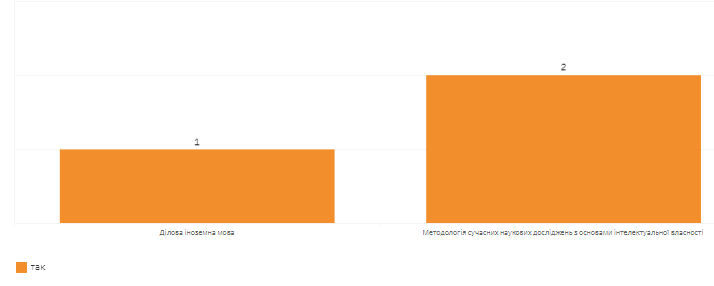 2
1
Ділова іноземна мова
Методологія сучасних наукових досліджень з основами інтелектуальної власності
так